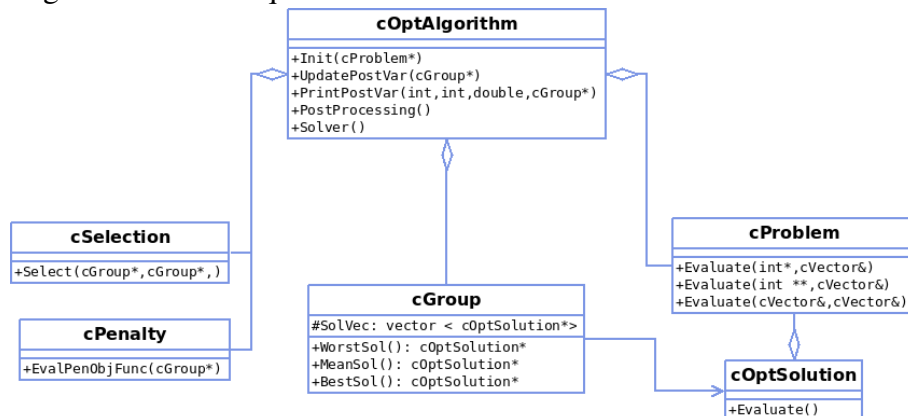 cOptAlgorithm
+Init(cProblem*)
+UpdatePostVar(cGroup*)
+PrintPostVar(int,int,double,cGroup*)
+PostProcessing()
+Solver()
cSelection
+Select(cGroup*,cGroup*,)
cPenalty
+EvalPenObjFunc(cGroup*)
cGroup
#SolVec: vector < cOptSolution*>
+WorstSol(): cOptSolution*
+MeanSol(): cOptSolution*
+BestSol(): cOptSolution*
cProblem
+Evaluate(int*,cVector&)
+Evaluate(int **,cVector&)
+Evaluate(cVector&,cVector&)
cOptSolution
+Evaluate()